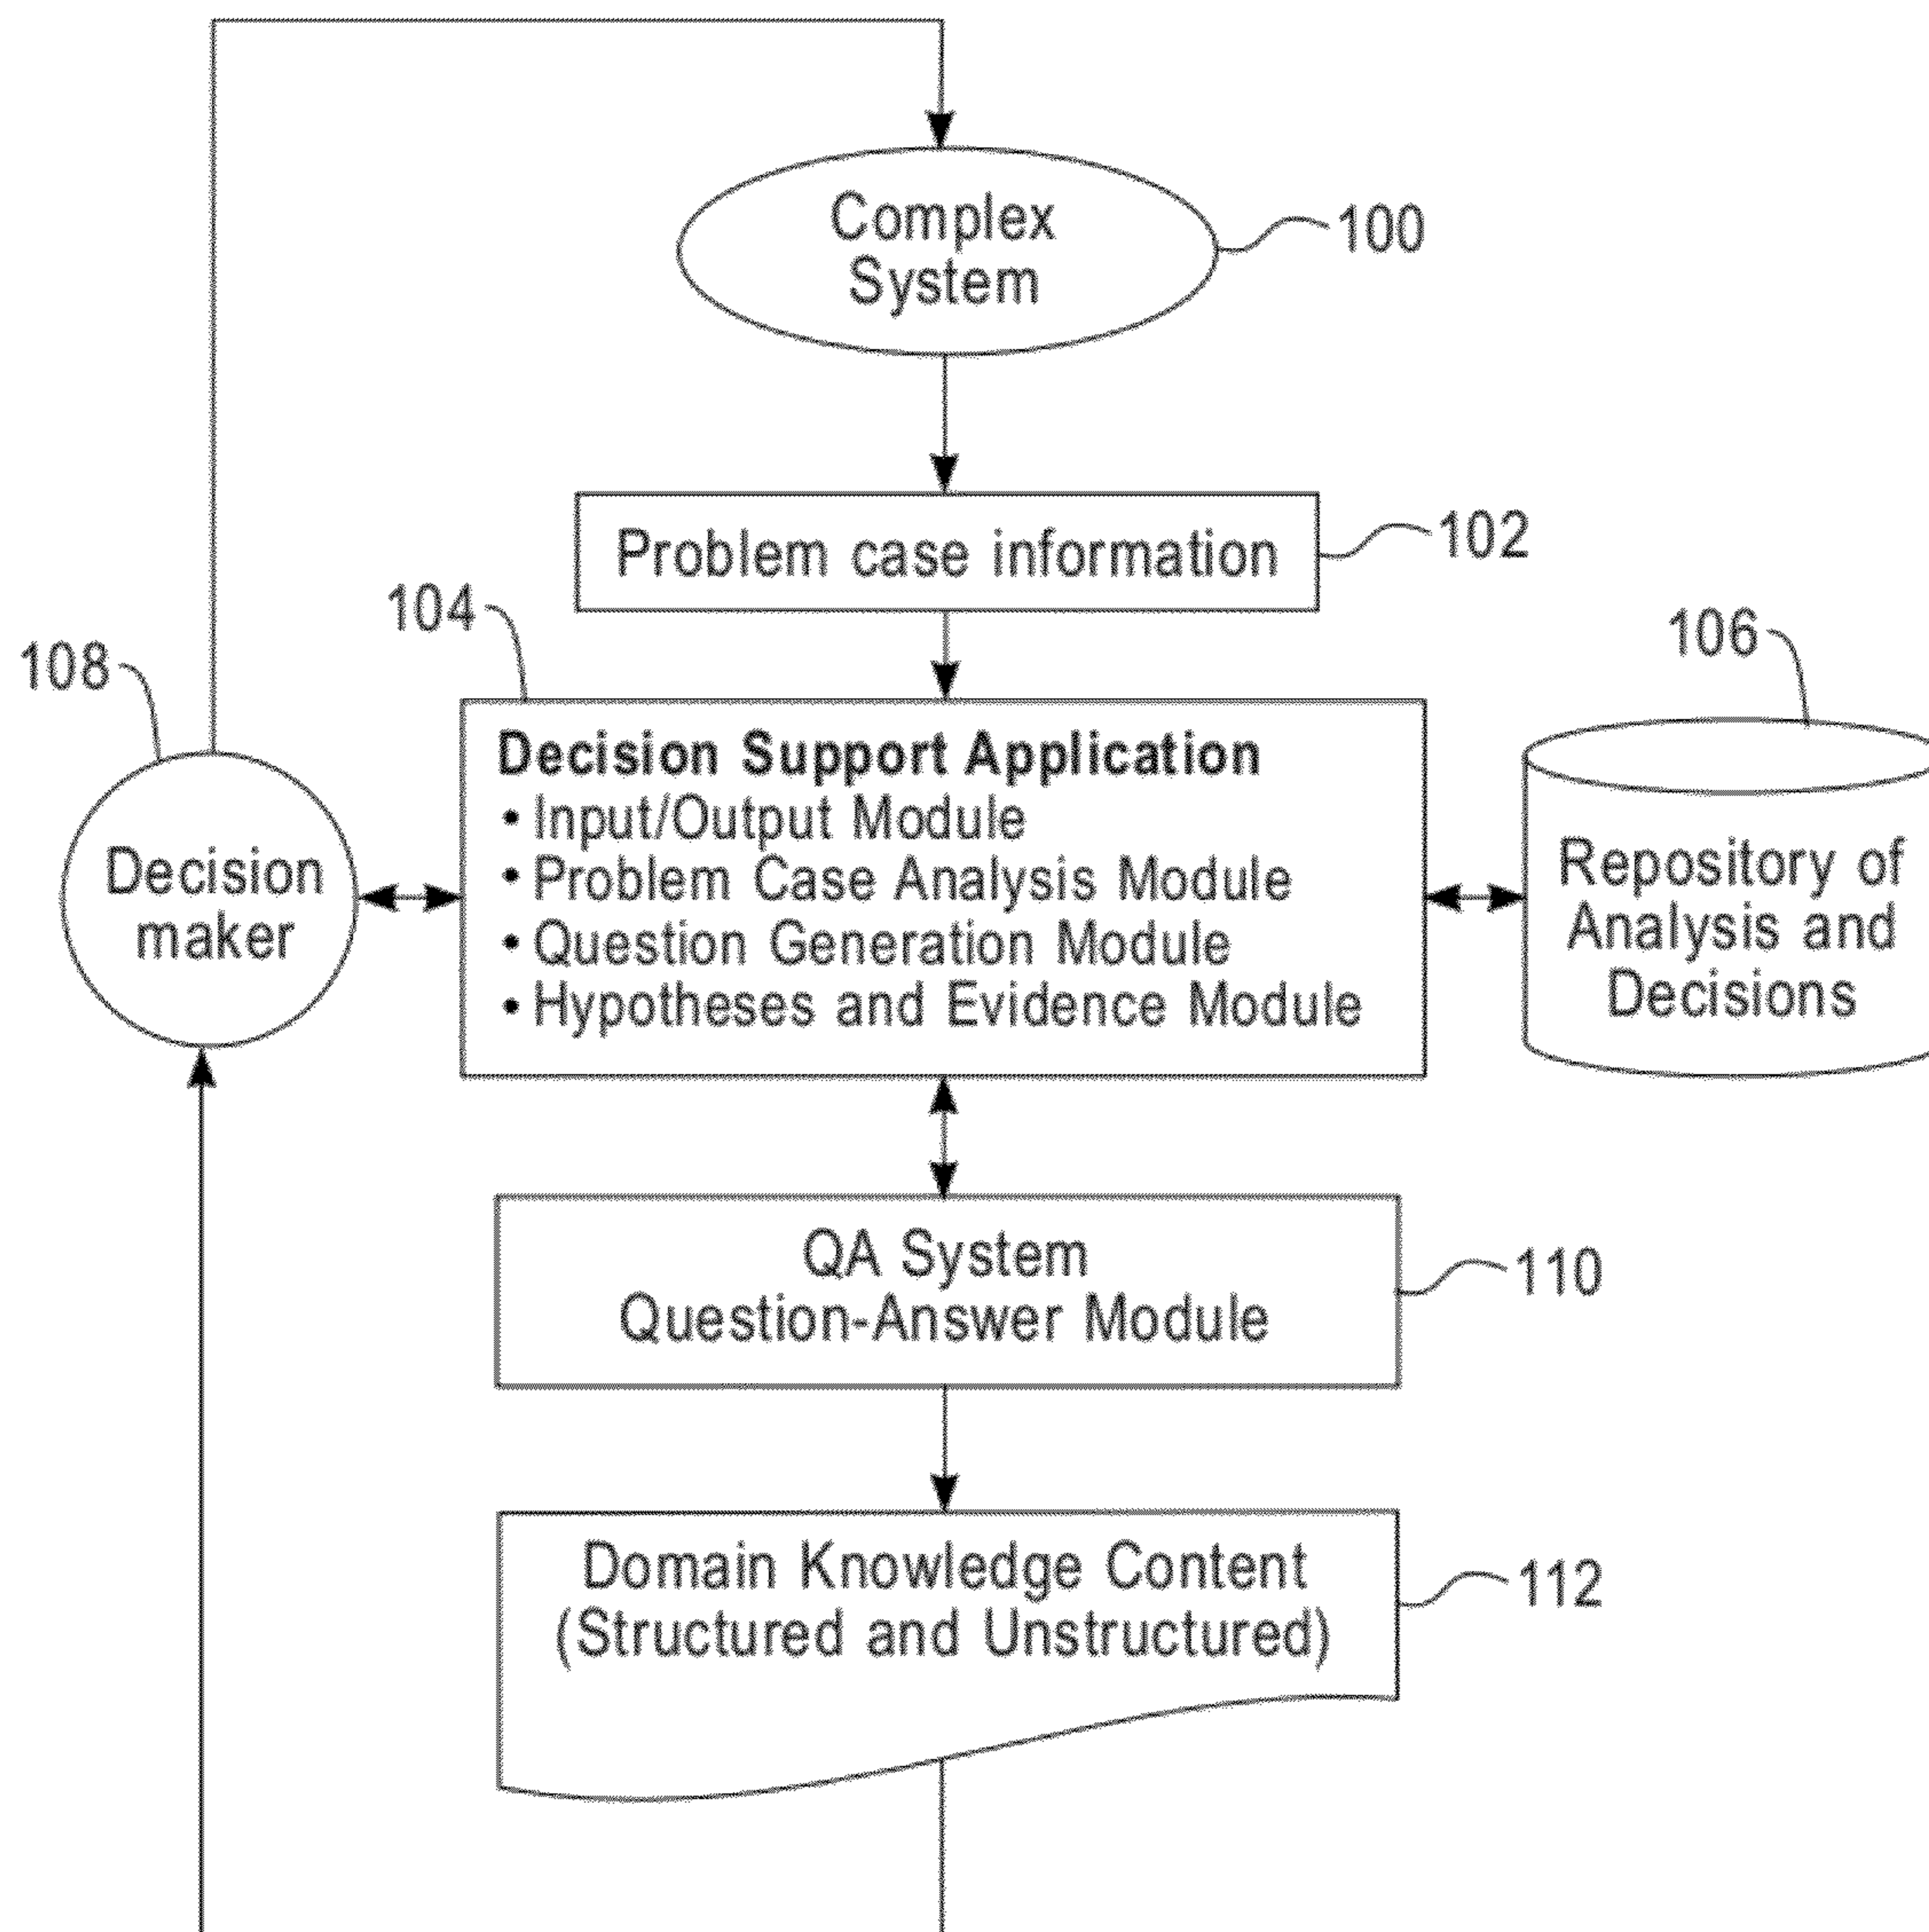 Complex
System
100
Problem case information
102
104
106
108
Decision Support Application
• Input/Output Module
• Problem Case Analysis Module
• Question Generation Module
• Hypotheses and Evidence Module
Decision
maker
Repository of
Analysis and
Decisions
QA System
Question-Answer Module
110
Domain Knowledge Content
(Structured and Unstructured)
112